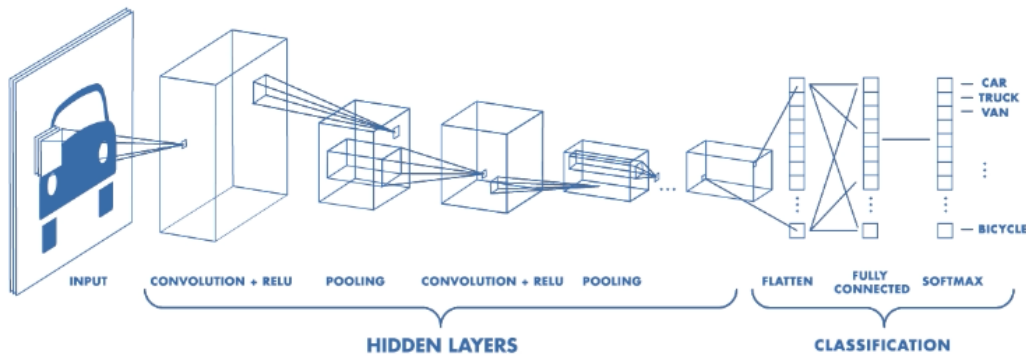 CAR
TRUCK
VAN
BICYCLE
INPUT
CONVOLUTION + RELU
POOLING
CONVOLUTION + RELU
POOLING
FLATTEN
FULLY
CONNECTED
SOFTMAX
HIDDEN LAYERS
CLASSIFICATION